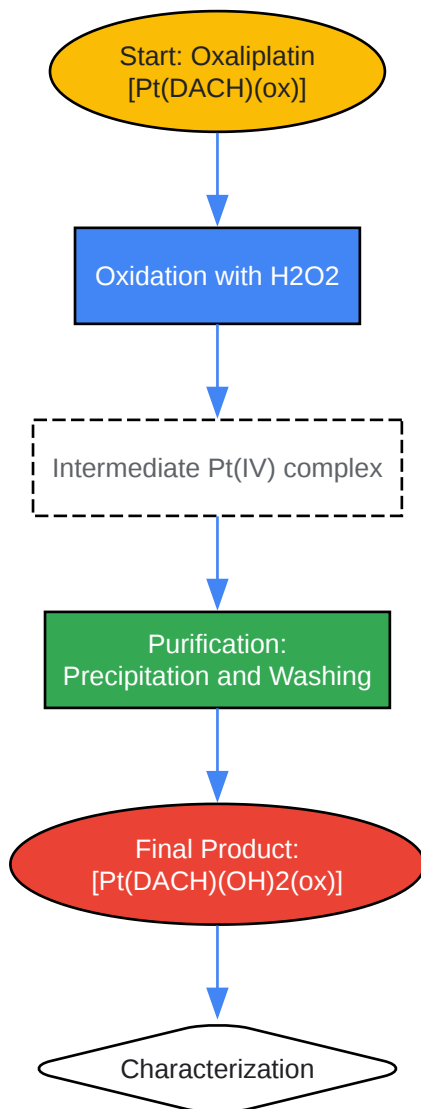 Start: Oxaliplatin
[Pt(DACH)(ox)]
Oxidation with H2O2
Intermediate Pt(IV) complex
Purification:
Precipitation and Washing
Final Product:
[Pt(DACH)(OH)2(ox)]
Characterization